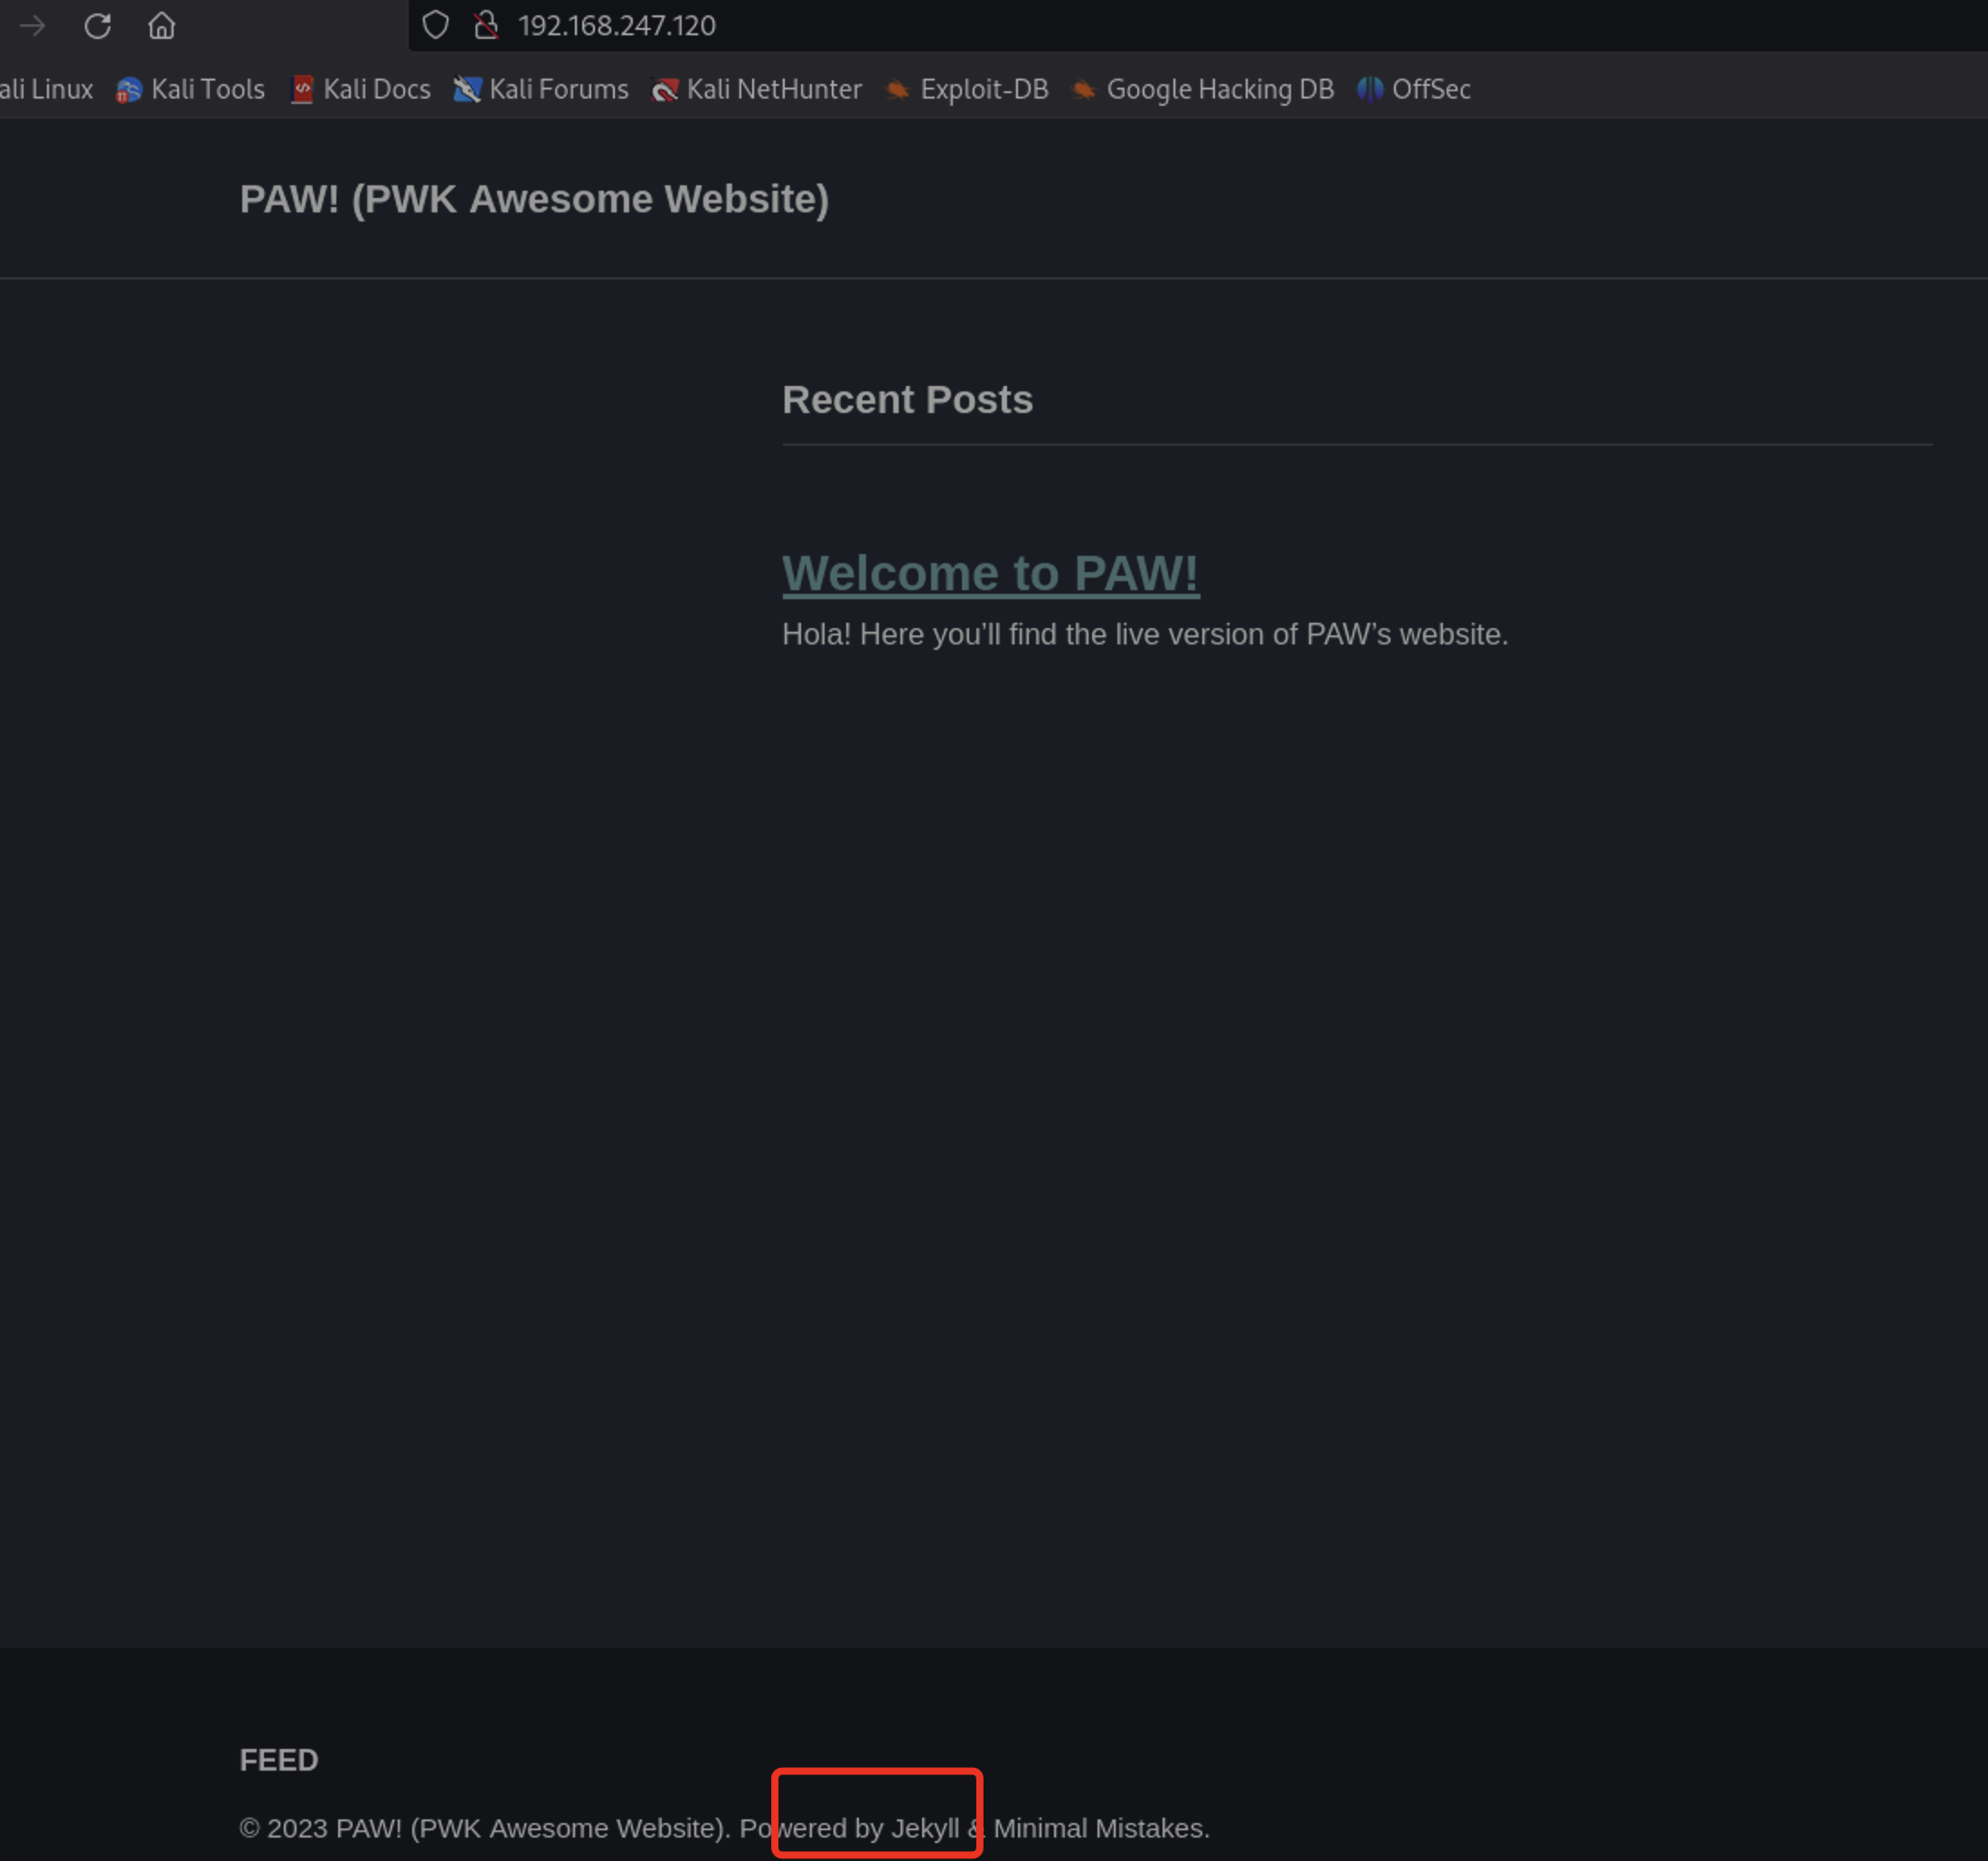 192.168.247.120
ali Linux Kali Tools Kali Docs Kali Forums Kali NetHunter Exploit-DB Google Hacking DB OffSec
PAW! (PWK Awesome Website)
Recent Posts
Welcome to PAW!
Hola! Here you’ll find the live version of PAW’s website.
FEED
© 2023 PAW! (PWK Awesome Website). Powered by Jekyll & Minimal Mistakes.